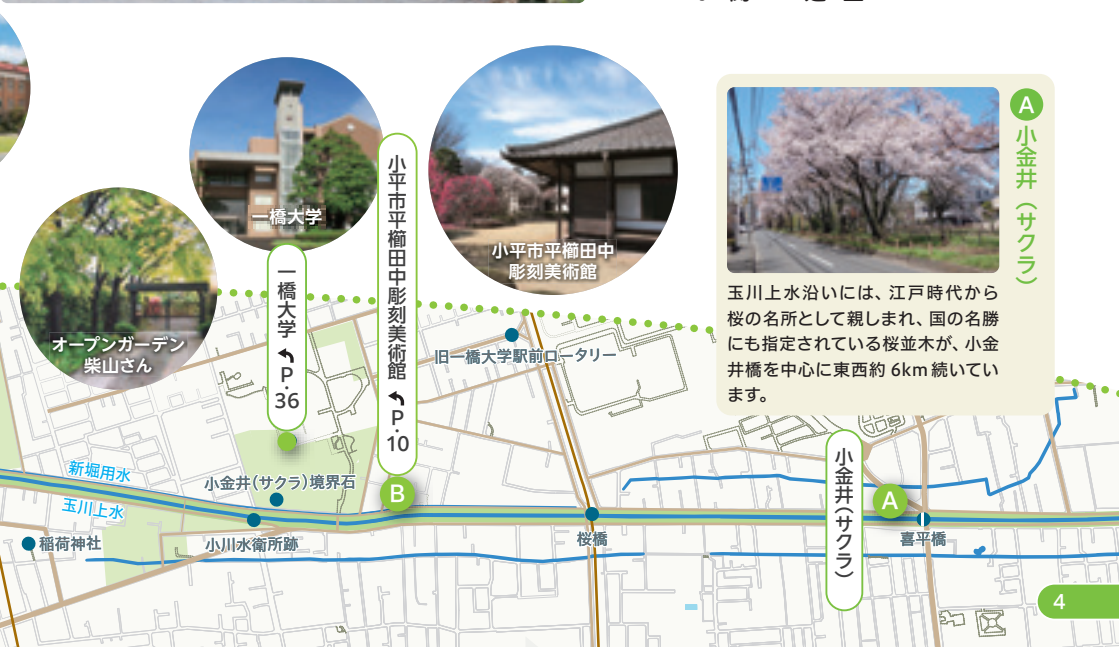 一橋大学
小平市平櫛田中
彫刻美術館
オープンガーデン
柴山さん
A 小金井(サクラ)
玉川上水沿いには、江戸時代から
桜の名所として親しまれ、国の名勝
にも指定されている桜並木が、小金
井橋を中心に東西約 6km 続いてい
ます。
一橋大学 P.36
小平市平櫛田中彫刻美術館 P.10
B
旧一橋大学駅前ロータリー
新堀用水
玉川上水
小金井(サクラ)境界石
稲荷神社
小川水衛所跡
桜橋
小金井(サクラ)
A
喜平橋
4